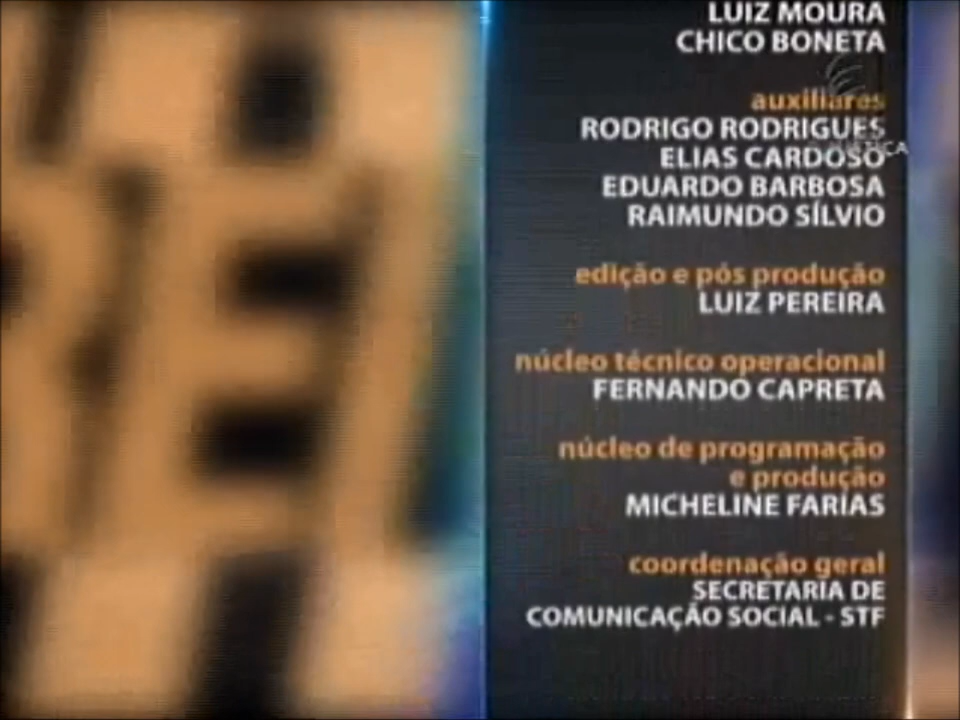 LUIZ MOURA
CHICO BONETA
auxiliares
RODRIGO RODRIGUES
ELIAS CARDOSO
EDUARDO BARBOSA
RAIMUNDO SÍLVIO
edição e pós produção
LUIZ PEREIRA
núcleo técnico operacional
FERNANDO CAPRETA
núcleo de programação
e produção
MICHELINE FARIAS
coordenação geral
SECRETARIA DE
COMUNICAÇÃO SOCIAL - STF